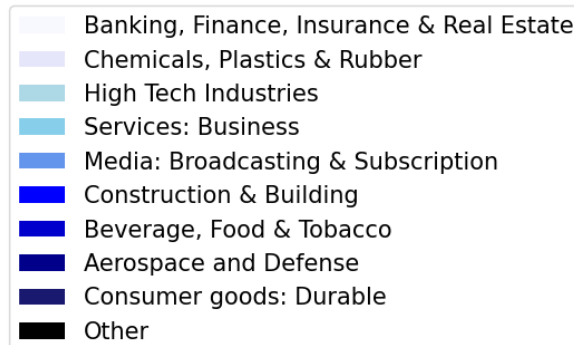 Banking, Finance, Insurance & Real Estate
Chemicals, Plastics & Rubber
High Tech Industries
Services: Business
Media: Broadcasting & Subscription
Construction & Building
Beverage, Food & Tobacco
Aerospace and Defense
Consumer goods: Durable
Other